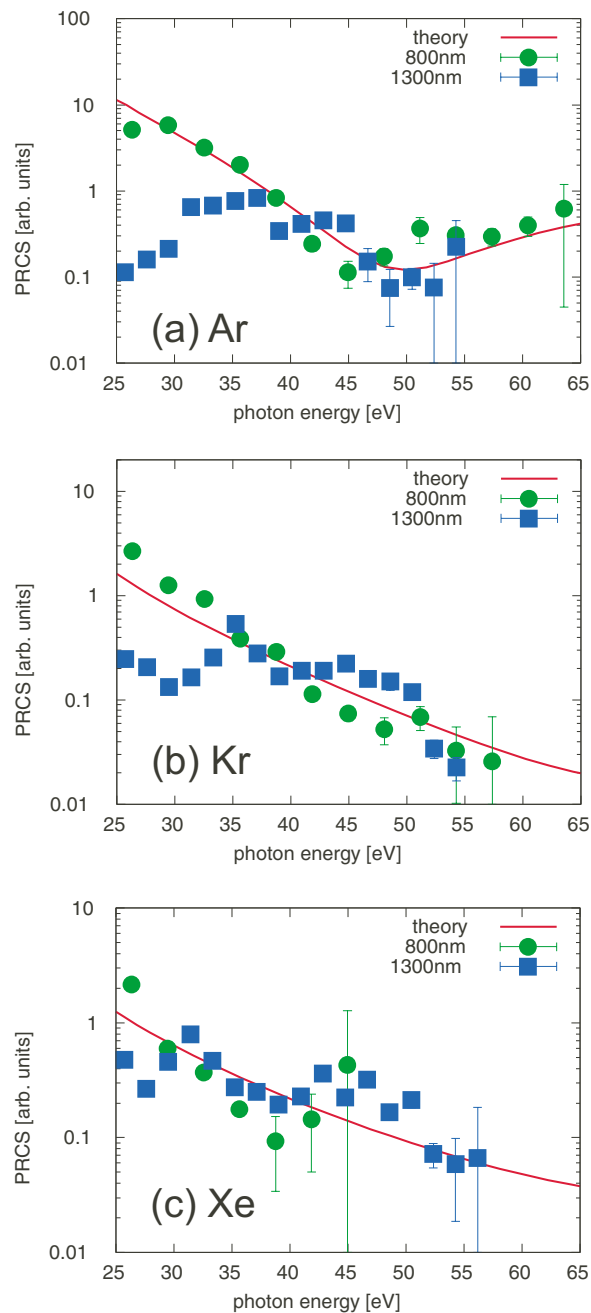 100
10
1
0.1
0.01
PRCS [arb. units]
theory
800nm
1300nm
(a) Ar
25 30 35 40 45 50 55 60 65
photon energy [eV]
10
1
0.1
0.01
PRCS [arb. units]
theory
800nm
1300nm
(b) Kr
25 30 35 40 45 50 55 60 65
photon energy [eV]
10
1
0.1
0.01
PRCS [arb. units]
theory
800nm
1300nm
(c) Xe
25 30 35 40 45 50 55 60 65
photon energy [eV]